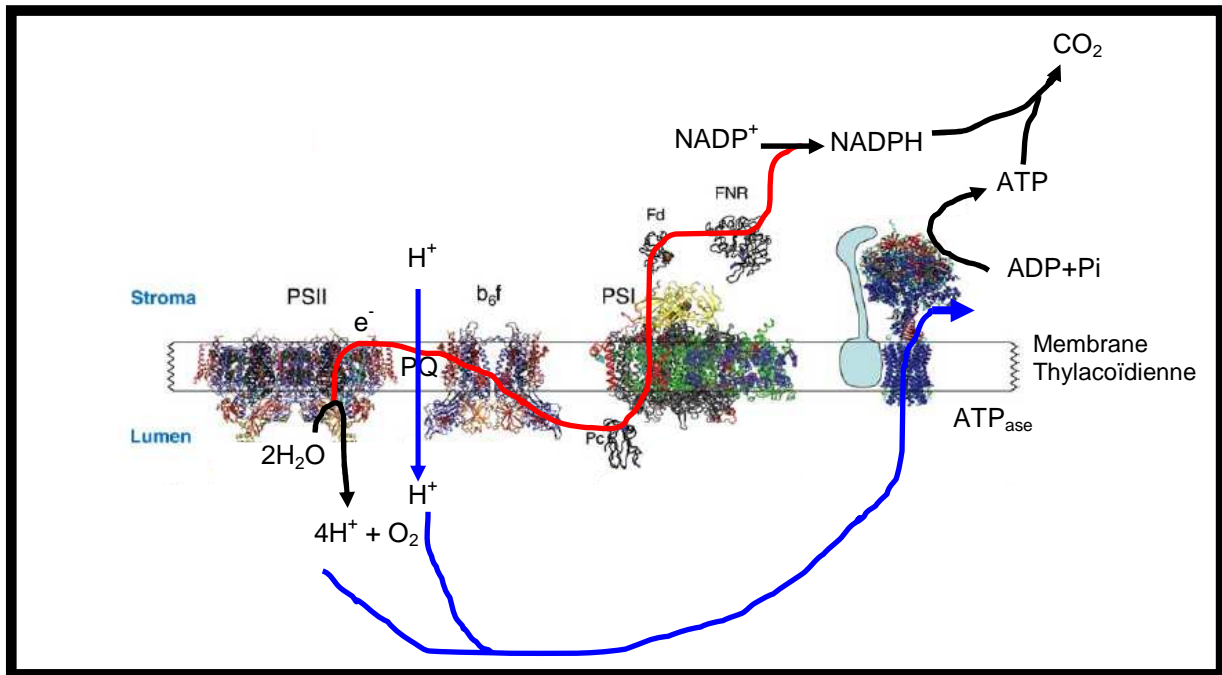 CO₂
NADP⁺
NADPH
ATP
FNR
Fd
H⁺
ADP+Pi
Stroma
PSII
b₆f
PSI
e⁻
PQ
Membrane
Thylacoïdienne
Lumen
Pc
ATPase
2H₂O
H⁺
4H⁺ + O₂